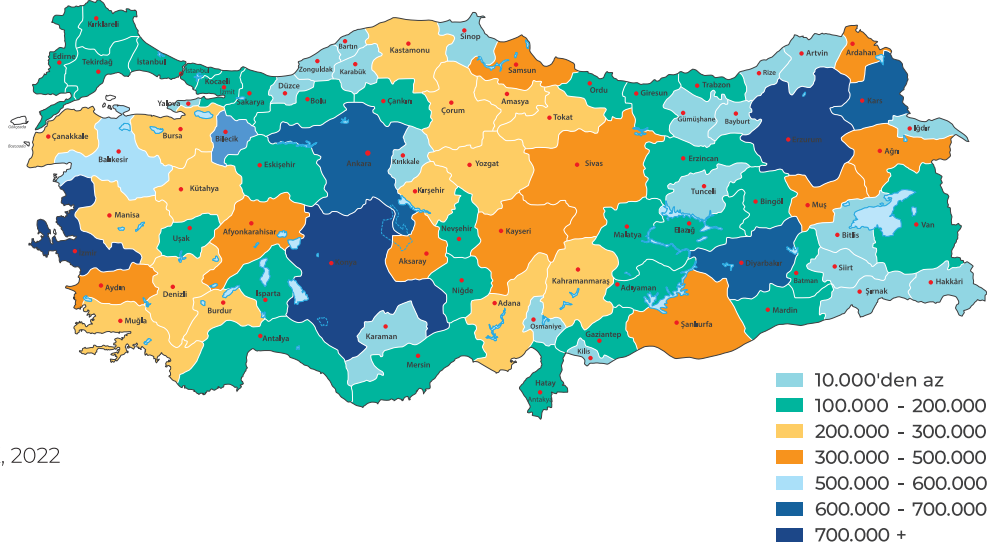 Kırklareli
Edirne
Tekirdağ
İstanbul
İstanbul
Kocaeli
İzmit
Yalova
Sakarya
Düzce
Bolu
Zonguldak
Bartın
Karabük
Kastamonu
Sinop
Samsun
Çankırı
Çorum
Amasya
Tokat
Ordu
Giresun
Trabzon
Rize
Artvin
Ardahan
Kars
Gümüşhane
Bayburt
Iğdır
Ağrı
Çanakkale
Balıkesir
Bursa
Bilecik
Eskişehir
Ankara
Kırıkkale
Yozgat
Sivas
Erzincan
Tunceli
Bingöl
Muş
Van
Bitlis
Kütahya
Kırşehir
Manisa
Uşak
Afyonkarahisar
Nevşehir
Kayseri
Malatya
Elazığ
Aksaray
Diyarbakır
Batman
Siirt
Şırnak
Hakkâri
Aydın
Denizli
Isparta
Burdur
Niğde
Adana
Kahramanmaraş
Adıyaman
Mardin
Şanlıurfa
Muğla
Antalya
Karaman
Mersin
Osmaniye
Gaziantep
Kilis
Hatay
Antakya
10.000'den az
100.000 - 200.000
200.000 - 300.000
300.000 - 500.000
500.000 - 600.000
600.000 - 700.000
700.000 +
, 2022